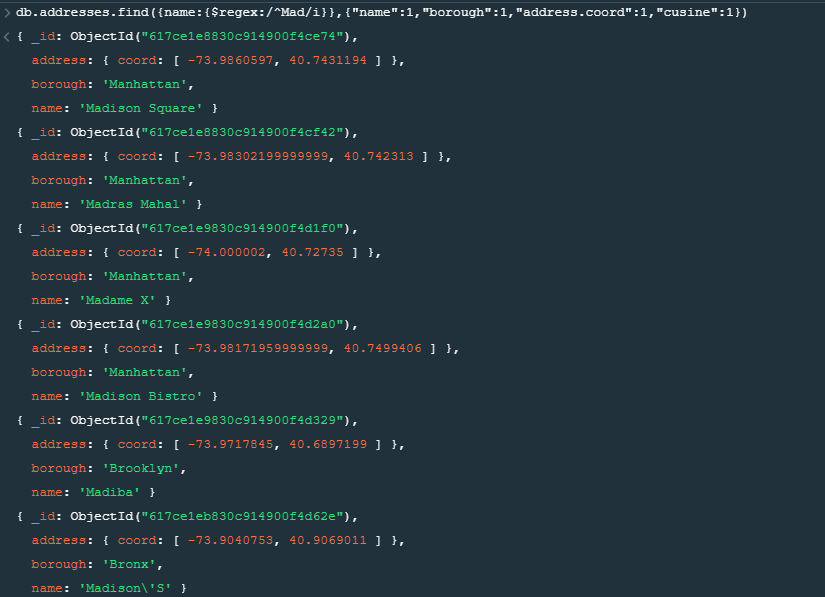 > db.addresses.find({name:{$regex:/^Mad/i}},{"name":1,"borough":1,"address.coord":1,"cusine":1})
< { _id: ObjectId("617ce1e8830c914900f4ce74"),
address: { coord: [ -73.9860597, 40.7431194 ] },
borough: 'Manhattan',
name: 'Madison Square' }
{ _id: ObjectId("617ce1e8830c914900f4cf42"),
address: { coord: [ -73.98302199999999, 40.742313 ] },
borough: 'Manhattan',
name: 'Madras Mahal' }
{ _id: ObjectId("617ce1e9830c914900f4d1f0"),
address: { coord: [ -74.000002, 40.72735 ] },
borough: 'Manhattan',
name: 'Madame X' }
{ _id: ObjectId("617ce1e9830c914900f4d2a0"),
address: { coord: [ -73.98171959999999, 40.7499406 ] },
borough: 'Manhattan',
name: 'Madison Bistro' }
{ _id: ObjectId("617ce1e9830c914900f4d329"),
address: { coord: [ -73.9717845, 40.6897199 ] },
borough: 'Brooklyn',
name: 'Madiba' }
{ _id: ObjectId("617ce1eb830c914900f4d62e"),
address: { coord: [ -73.9040753, 40.9069011 ] },
borough: 'Bronx',
name: 'Madison\'S' }